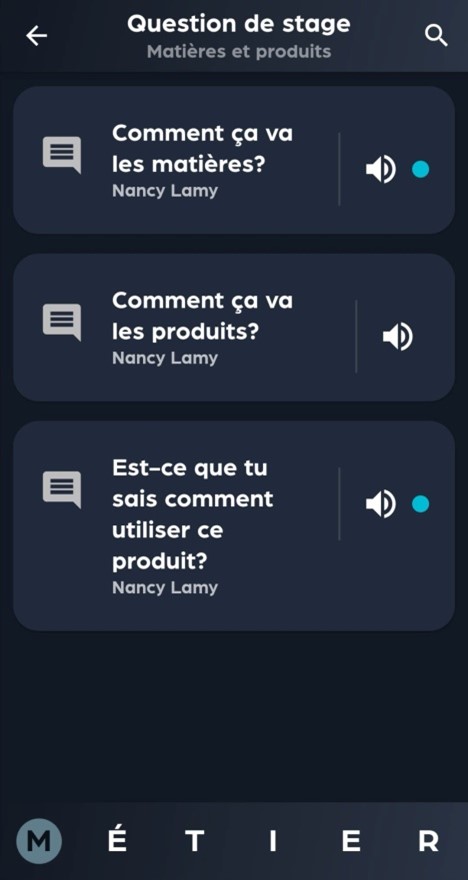 Question de stage
Matières et produits
Comment ça va
les matières?
Nancy Lamy
Comment ça va
les produits?
Nancy Lamy
Est-ce que tu
sais comment
utiliser ce
produit?
Nancy Lamy
M É T I E R